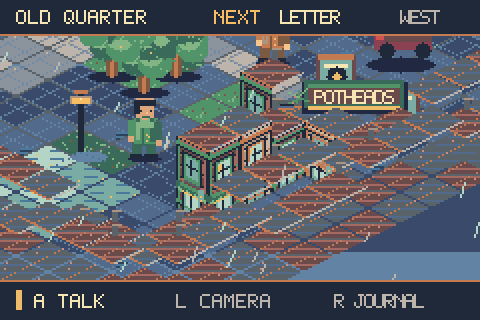 OLD QUARTER NEXT LETTER WEST
POTHEADS
A TALK L CAMERA R JOURNAL